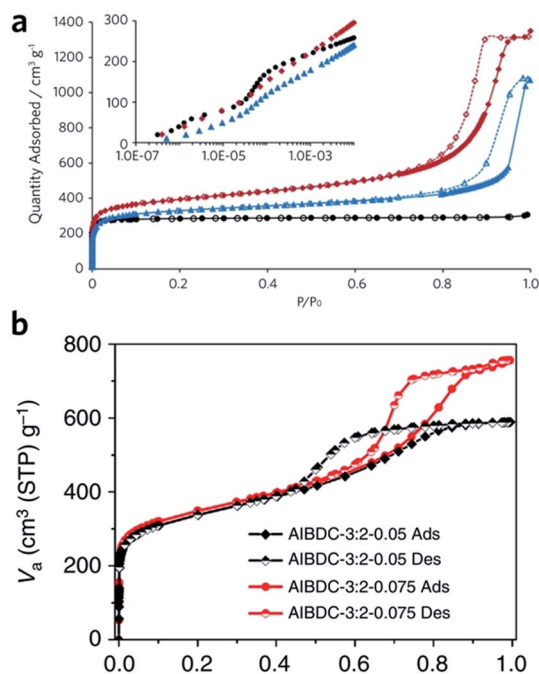 a
Quantity Adsorbed / cm³ g⁻¹
1400
1200
1000
800
600
400
200
0
300
200
100
0
1.0E-07
1.0E-05
1.0E-03
0
0.2
0.4
0.6
0.8
1.0
P/P₀
b
Vₐ (cm³ (STP) g⁻¹)
800
600
400
200
0
AlBDC-3:2-0.05 Ads
AlBDC-3:2-0.05 Des
AlBDC-3:2-0.075 Ads
AlBDC-3:2-0.075 Des
0.0
0.2
0.4
0.6
0.8
1.0